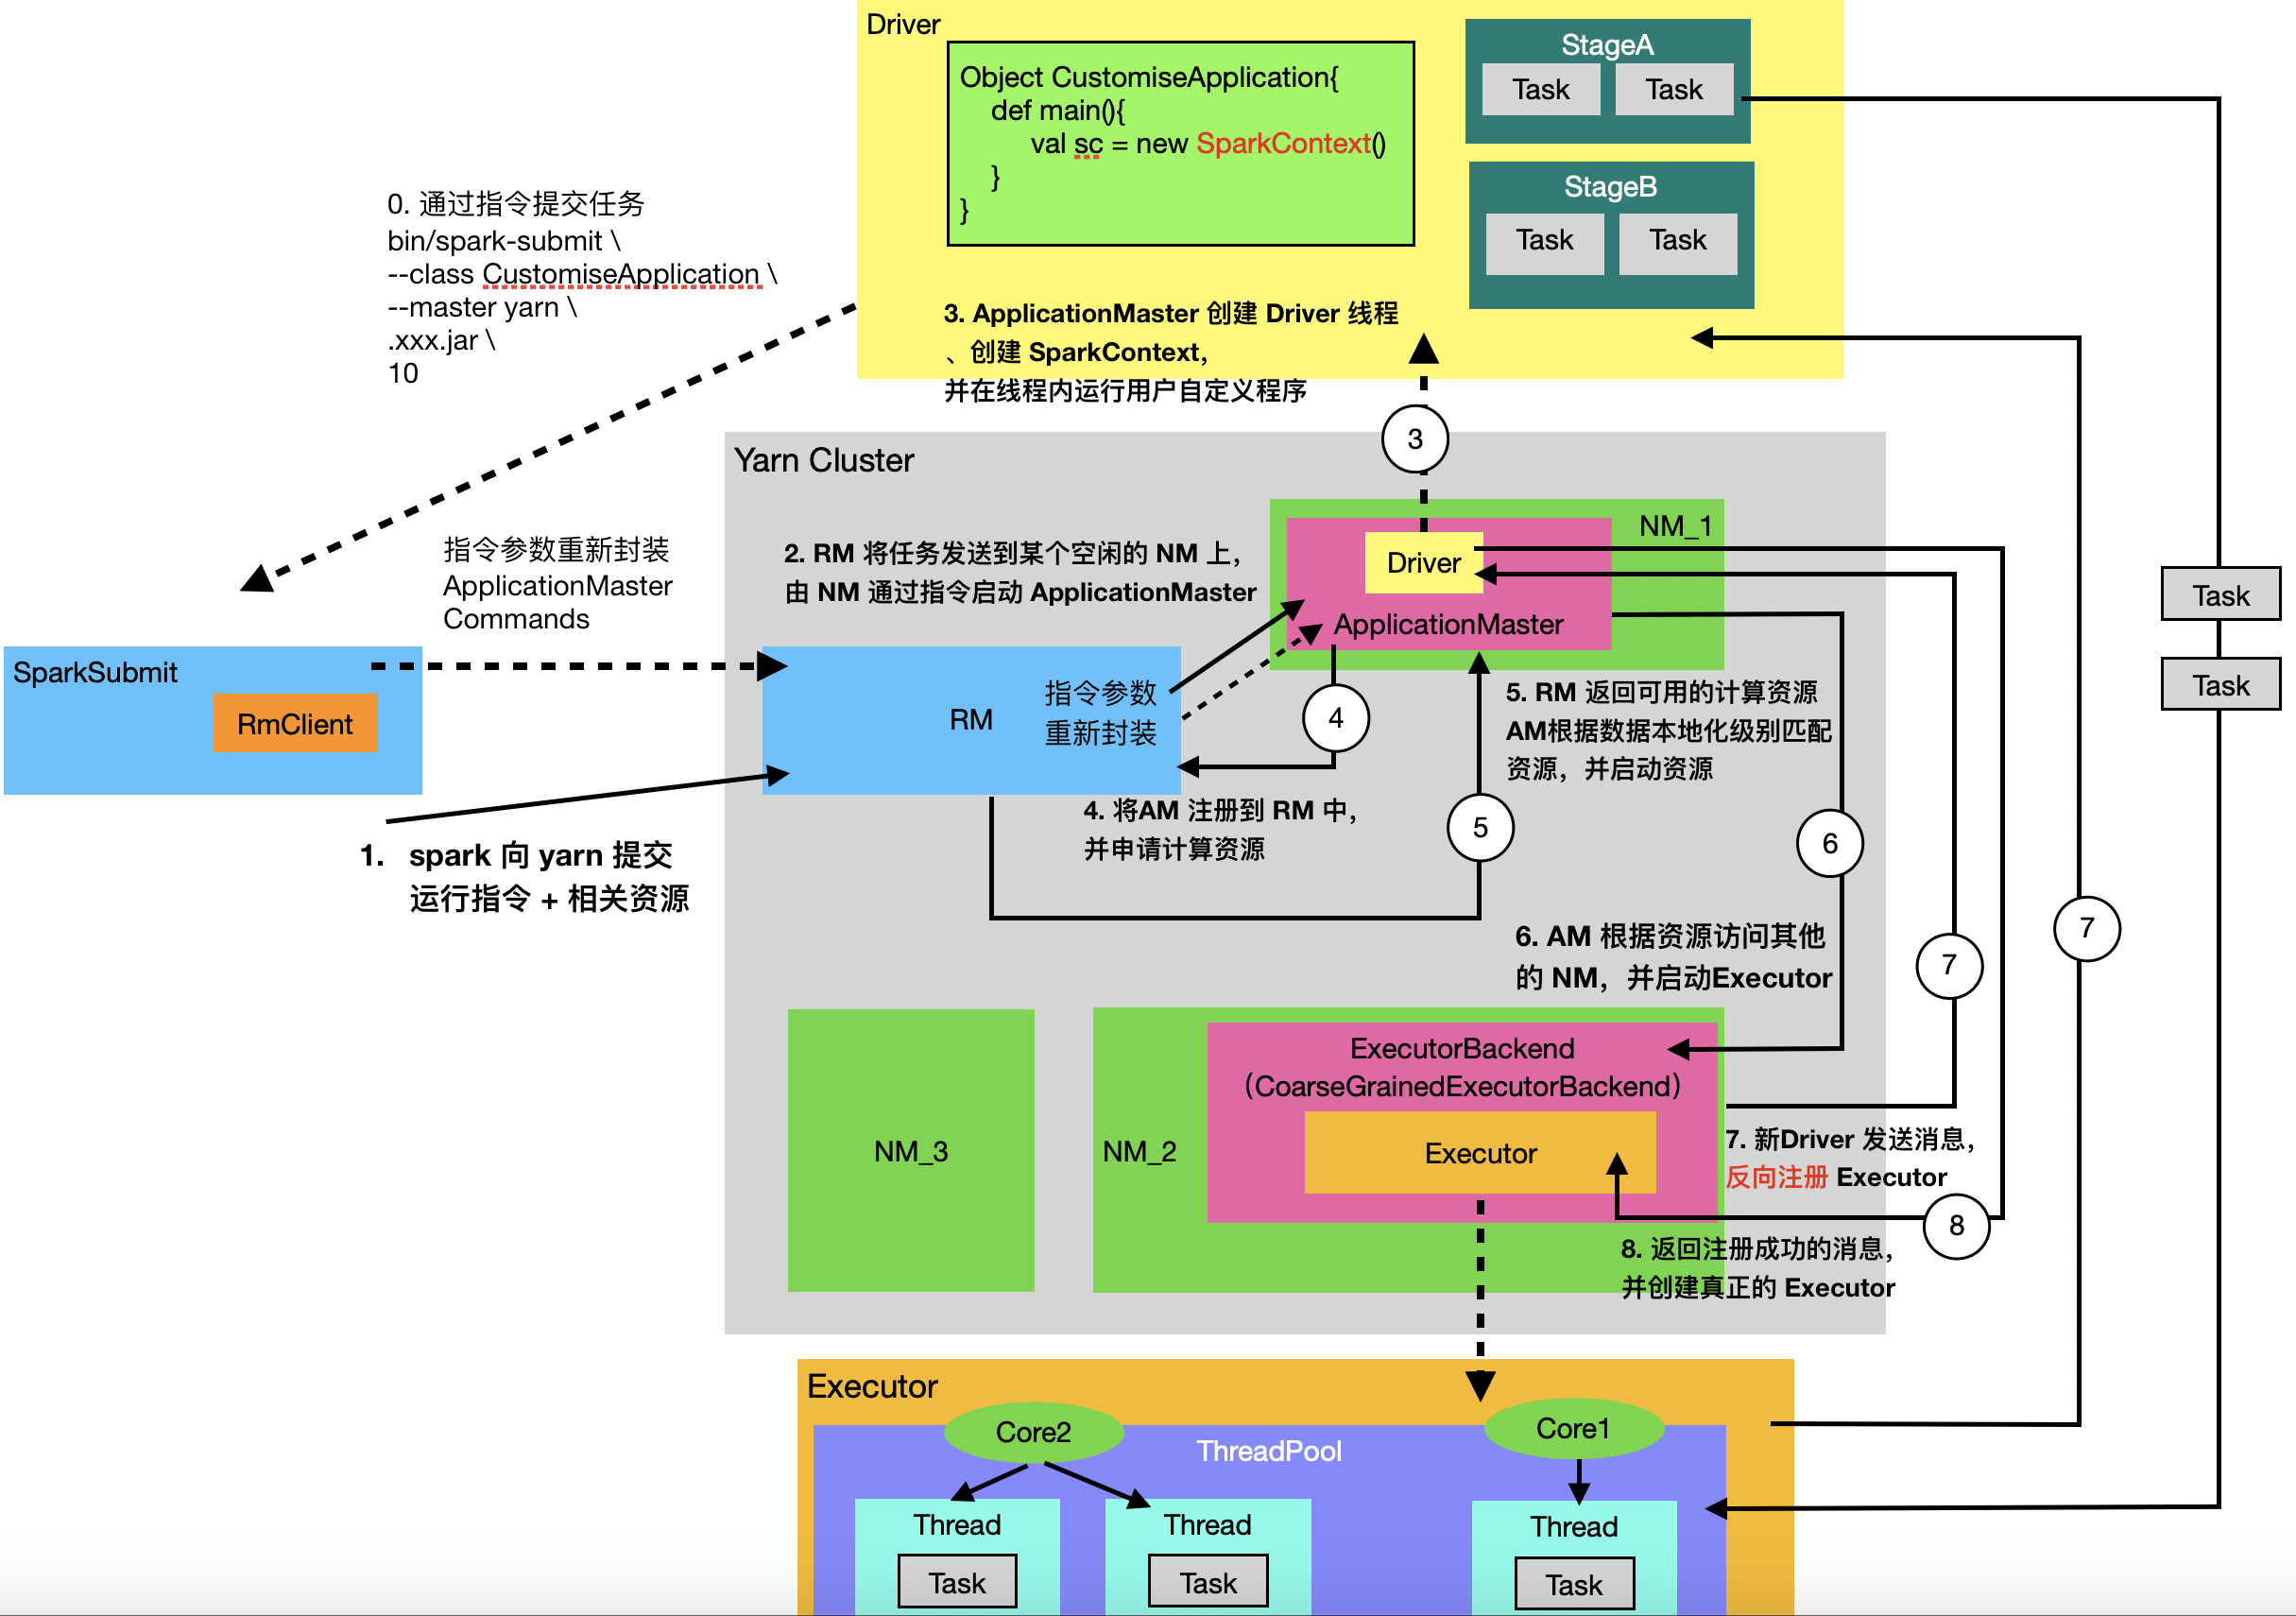 Driver
Object CustomiseApplication{
def main(){
val sc = new SparkContext()
}
}
StageA
Task
Task
StageB
Task
Task
0. 通过指令提交任务
bin/spark-submit \
--class CustomiseApplication \
--master yarn \
.xxx.jar \
10
3. ApplicationMaster 创建 Driver 线程
、创建 SparkContext，
并在线程内运行用户自定义程序
3
Yarn Cluster
指令参数重新封装
ApplicationMaster
Commands
2. RM 将任务发送到某个空闲的 NM 上，
由 NM 通过指令启动 ApplicationMaster
NM_1
Driver
ApplicationMaster
Task
Task
SparkSubmit
RmClient
RM
指令参数
重新封装
4
5. RM 返回可用的计算资源
AM根据数据本地化级别匹配
资源，并启动资源
4. 将AM 注册到 RM 中，
并申请计算资源
5
6
1. spark 向 yarn 提交
运行指令 + 相关资源
6. AM 根据资源访问其他
的 NM，并启动Executor
7
7
NM_3
NM_2
ExecutorBackend
（CoarseGrainedExecutorBackend）
Executor
7. 新Driver 发送消息，
反向注册 Executor
8
8. 返回注册成功的消息，
并创建真正的 Executor
Executor
Core2
Core1
ThreadPool
Thread
Thread
Thread
Task
Task
Task